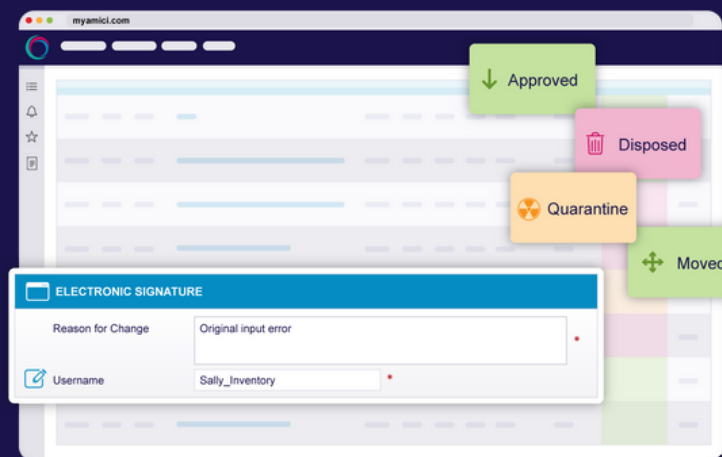 myamici.com
Approved
Disposed
Quarantine
Moved
ELECTRONIC SIGNATURE
Reason for Change
Original input error
*
Username
Sally_Inventory
*